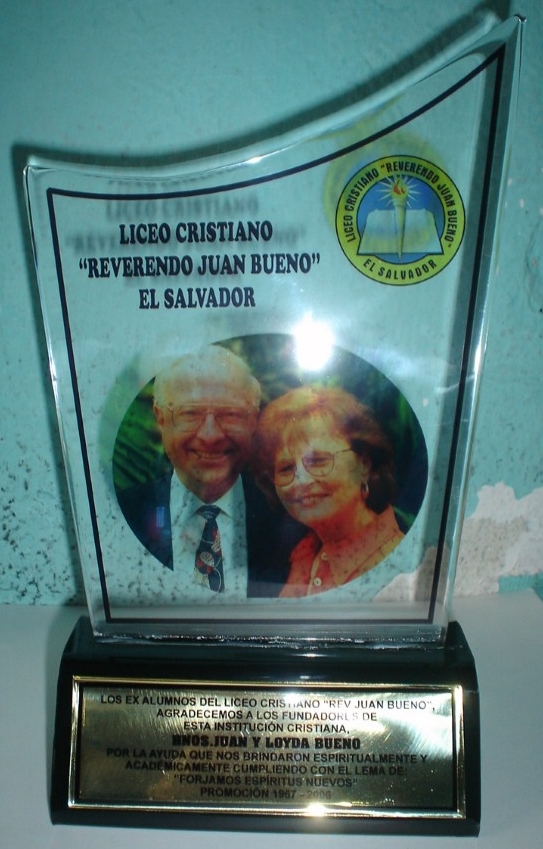 LICEO CRISTIANO
“REVERENDO JUAN BUENO”
EL SALVADOR
LICEO CRISTIANO "REVERENDO JUAN BUENO"
EL SALVADOR
LOS EX ALUMNOS DEL LICEO CRISTIANO "REV JUAN BUENO",
AGRADECEMOS A LOS FUNDADORES DE
ESTA INSTITUCIÓN CRISTIANA,
HNOS.JUAN Y LOYDA BUENO
POR LA AYUDA QUE NOS BRINDARON ESPIRITUALMENTE Y
ACADÉMICAMENTE CUMPLIENDO CON EL LEMA DE:
"FORJAMOS ESPÍRITUS NUEVOS"
PROMOCIÓN 1967 - 2006